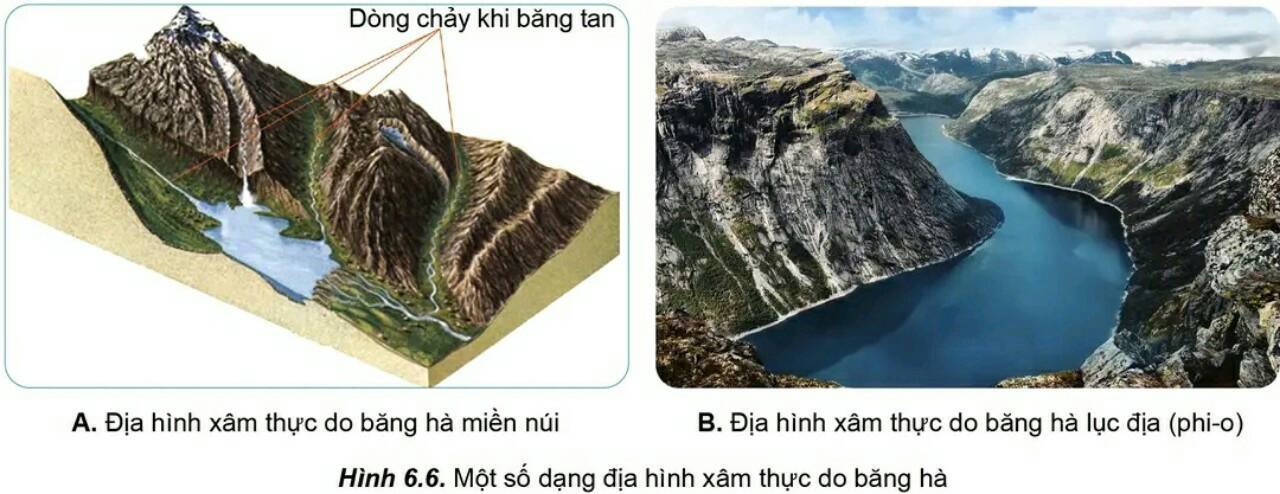 Dòng chảy khi băng tan
A. Địa hình xâm thực do băng hà miền núi
B. Địa hình xâm thực do băng hà lục địa (phi-o)
Hình 6.6. Một số dạng địa hình xâm thực do băng hà